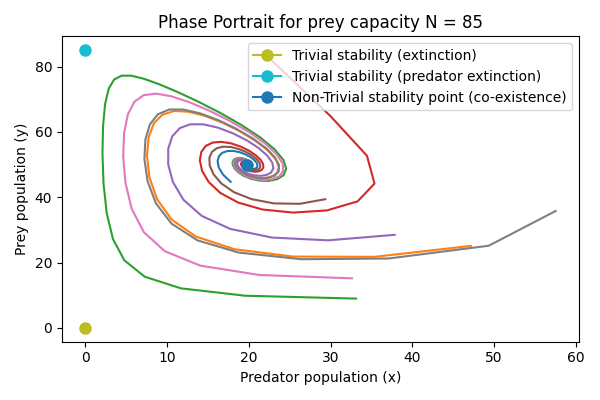 Phase Portrait for prey capacity N = 85
Trivial stability (extinction)
Trivial stability (predator extinction)
Non-Trivial stability point (co-existence)
Prey population (y)
80
60
40
20
0
0 10 20 30 40 50 60
Predator population (x)